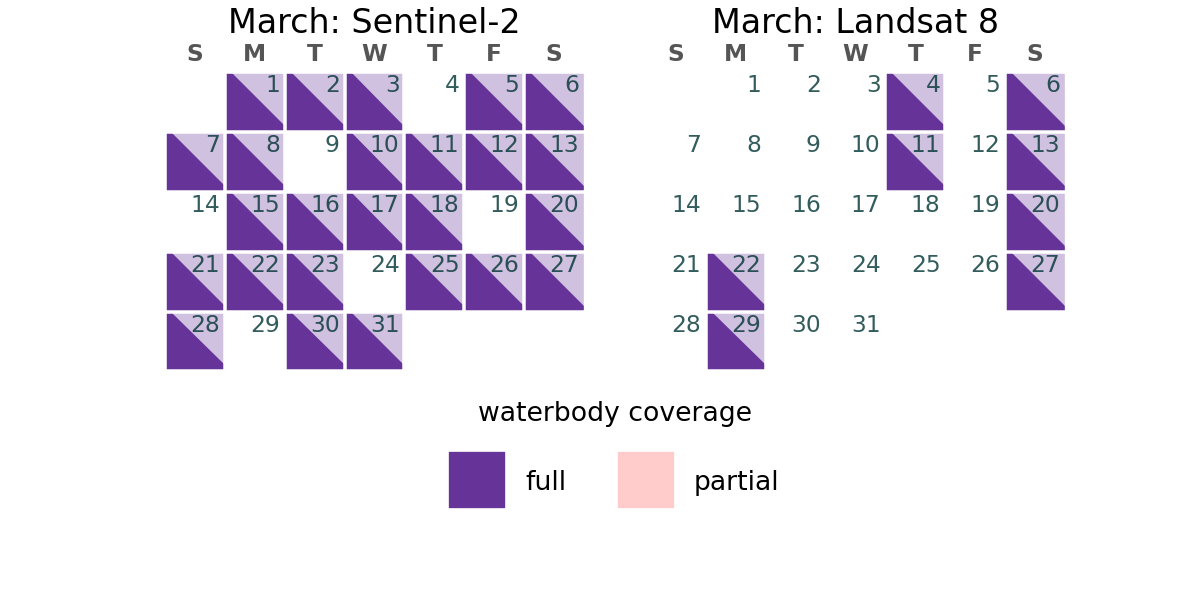 March: Sentinel-2
S M T W T F S
1 2 3 4 5 6
7 8 9 10 11 12 13
14 15 16 17 18 19 20
21 22 23 24 25 26 27
28 29 30 31
March: Landsat 8
S M T W T F S
1 2 3 4 5 6
7 8 9 10 11 12 13
14 15 16 17 18 19 20
21 22 23 24 25 26 27
28 29 30 31
waterbody coverage
full partial